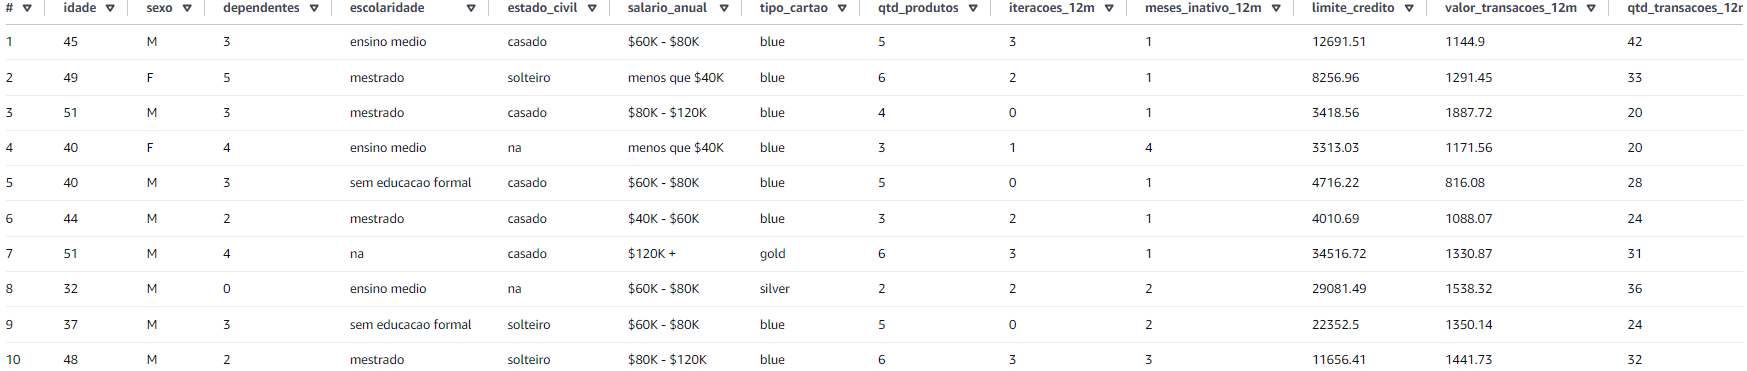 # idade sexo dependentes escolaridade estado_civil salario_anual tipo_cartao qtd_produtos iteracoes_12m meses_inativo_12m limite_credito valor_transacoes_12m qtd_transacoes_12
1 45 M 3 ensino medio casado $60K - $80K blue 5 3 1 12691.51 1144.9 42
2 49 F 5 mestrado solteiro menos que $40K blue 6 2 1 8256.96 1291.45 33
3 51 M 3 mestrado casado $80K - $120K blue 4 0 1 3418.56 1887.72 20
4 40 F 4 ensino medio na menos que $40K blue 3 1 4 3313.03 1171.56 20
5 40 M 3 sem educacao formal casado $60K - $80K blue 5 0 1 4716.22 816.08 28
6 44 M 2 mestrado casado $40K - $60K blue 3 2 1 4010.69 1088.07 24
7 51 M 4 na casado $120K + gold 6 3 1 34516.72 1330.87 31
8 32 M 0 ensino medio na $60K - $80K silver 2 2 2 29081.49 1538.32 36
9 37 M 3 sem educacao formal solteiro $60K - $80K blue 5 0 2 22352.5 1350.14 24
10 48 M 2 mestrado solteiro $80K - $120K blue 6 3 3 11656.41 1441.73 32